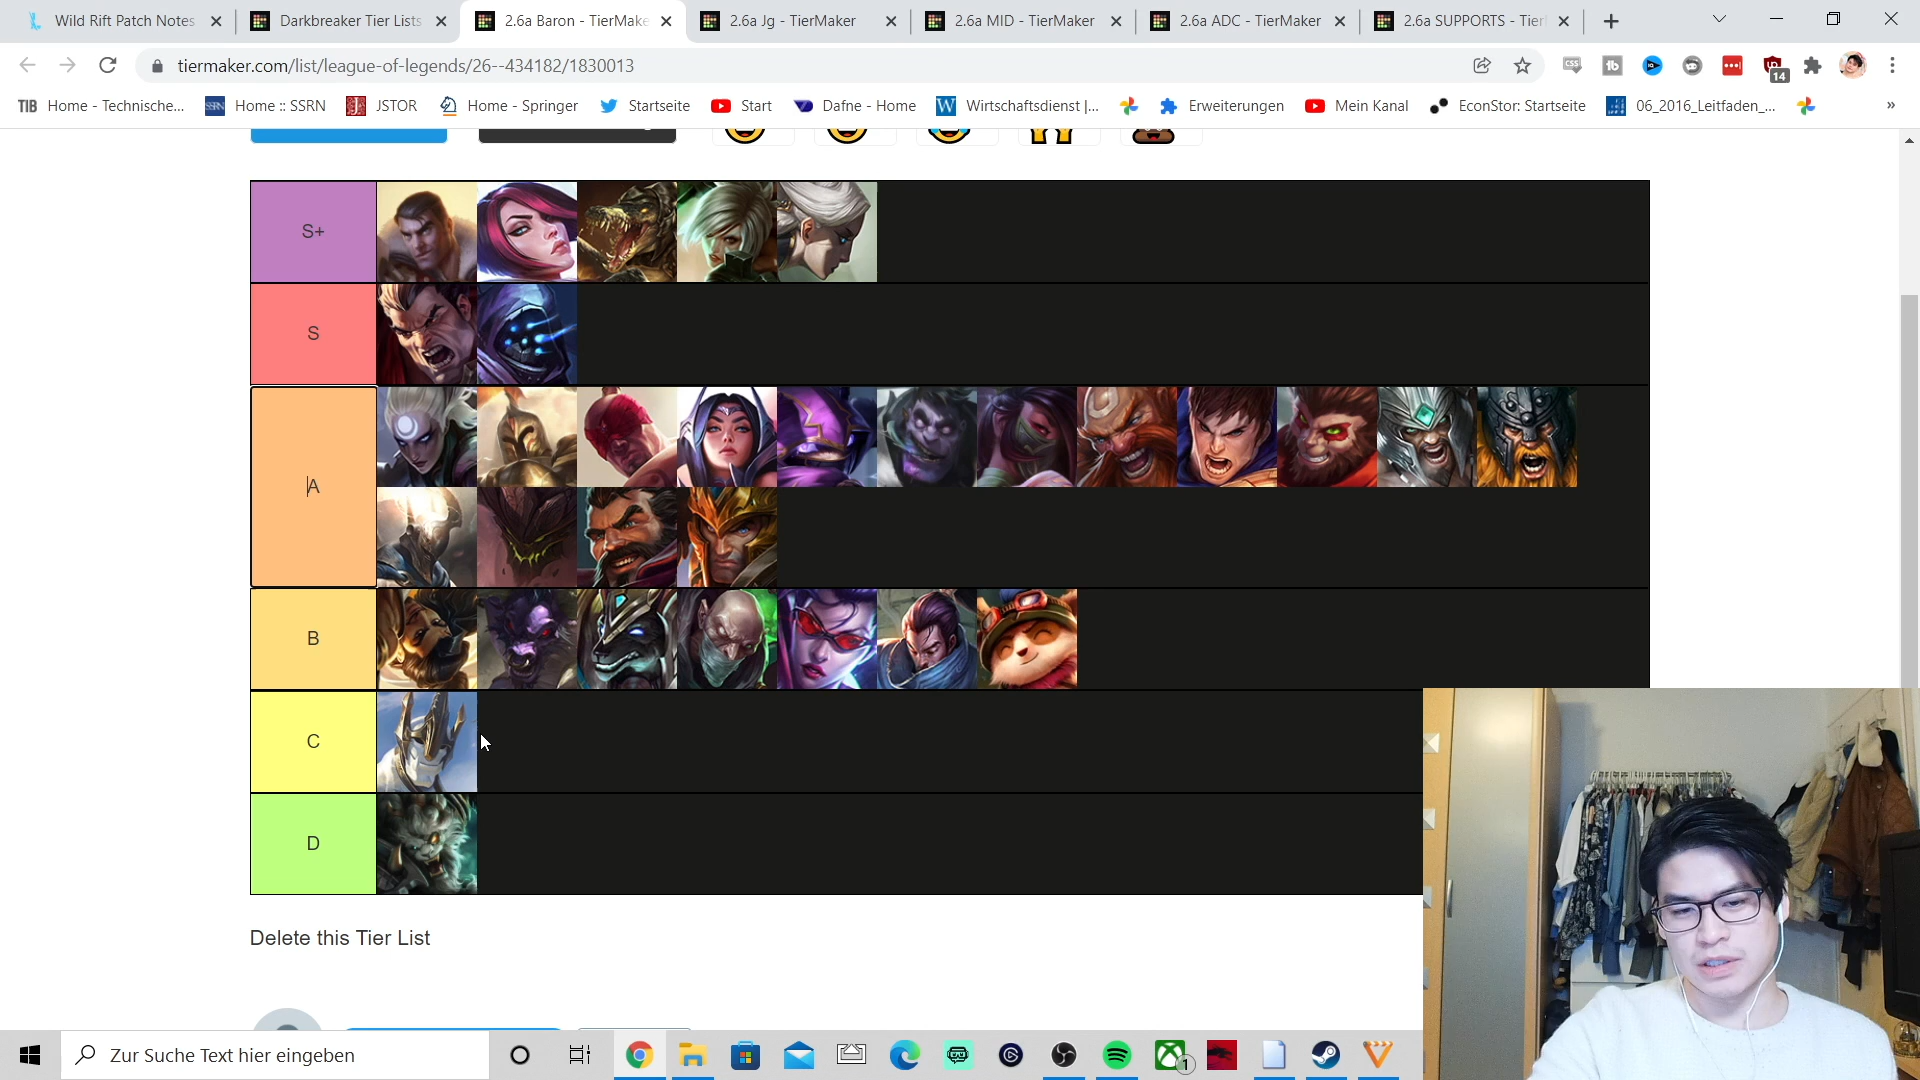 Wild Rift Patch Notes
Darkbreaker Tier Lists
2.6a Baron - TierMake
2.6a Jg - TierMaker
2.6a MID - TierMaker
2.6a ADC - TierMaker
2.6a SUPPORTS - Tier
tiermaker.com/list/league-of-legends/26--434182/1830013
14
TIB Home - Technische...
SSRN Home :: SSRN
JSTOR
Home - Springer
Startseite
Start
Dafne - Home
W Wirtschaftsdienst |...
Erweiterungen
Mein Kanal
EconStor: Startseite
06_2016_Leitfaden_...
»
S+
S
A
B
C
D
Delete this Tier List
Zur Suche Text hier eingeben
1